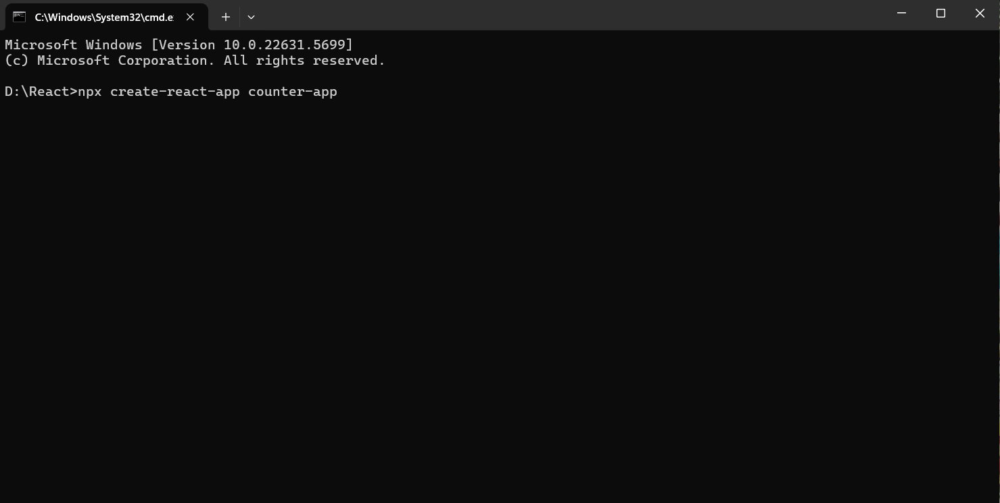 C:\Windows\System32\cmd.e
Microsoft Windows [Version 10.0.22631.5699]
(c) Microsoft Corporation. All rights reserved.
D:\React>npx create-react-app counter-app